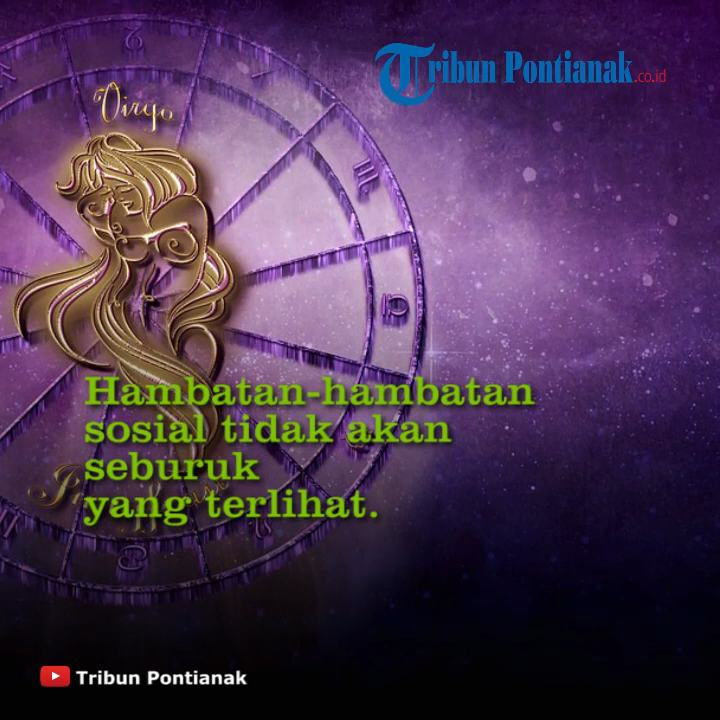 Tribun Pontianak.co.id
Virgo
Hambatan-hambatan
sosial tidak akan
seburuk
yang terlihat.
Tribun Pontianak